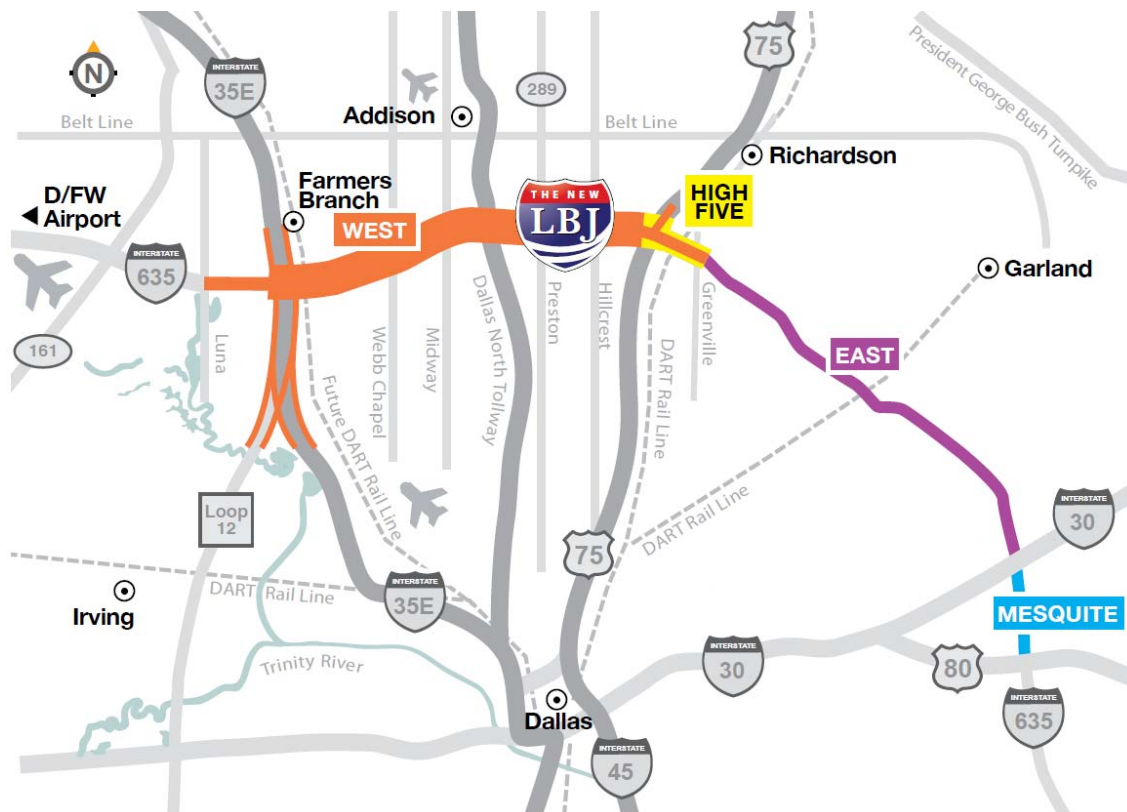 N
INTERSTATE
35E
75
President George Bush Turnpike
289
Addison
Belt Line
Belt Line
Richardson
D/FW
Airport
Farmers
Branch
WEST
THE NEW
LBJ
HIGH
FIVE
INTERSTATE
635
Garland
161
Luna
Webb Chapel
Midway
Dallas North Tollway
Preston
Hillcrest
DART Rail Line
Greenville
EAST
Future DART Rail Line
Loop
12
DART Rail Line
INTERSTATE
30
75
Irving
DART Rail Line
INTERSTATE
35E
MESQUITE
Trinity River
INTERSTATE
30
80
Dallas
INTERSTATE
635
INTERSTATE
45